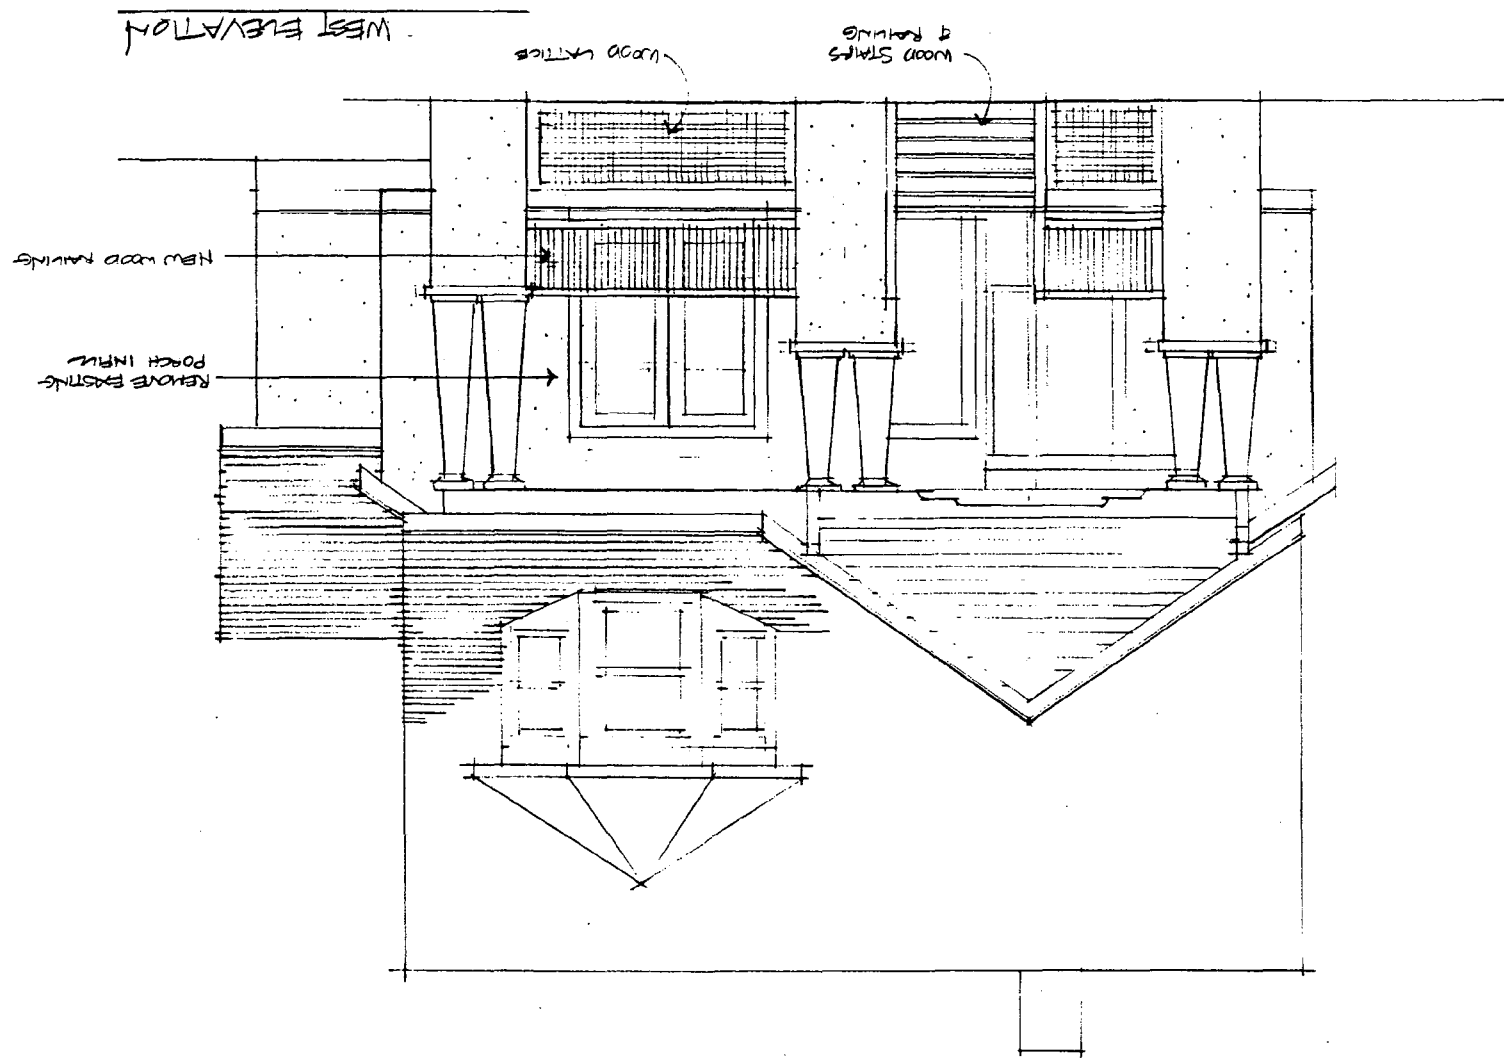 REMOVE EXISTING
PORCH INFILL
NEW WOOD RAILING
WOOD STAIRS
& RAILING
WOOD LATTICE
WEST ELEVATION